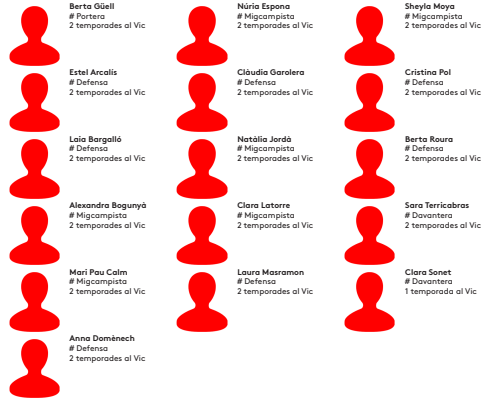 Berta Güell
# Portera
2 temporades al Vic
Núria Espona
# Migcampista
2 temporades al Vic
Sheyla Moya
# Migcampista
2 temporades al Vic
Estel Arcalís
# Defensa
2 temporades al Vic
Clàudia Garolera
# Defensa
2 temporades al Vic
Cristina Pol
# Defensa
2 temporades al Vic
Laia Bargalló
# Defensa
2 temporades al Vic
Natàlia Jordà
# Migcampista
2 temporades al Vic
Berta Roura
# Defensa
2 temporades al Vic
Alexandra Bogunyà
# Migcampista
2 temporades al Vic
Clara Latorre
# Migcampista
2 temporades al Vic
Sara Terricabras
# Davantera
2 temporades al Vic
Mari Pau Calm
# Migcampista
2 temporades al Vic
Laura Masramon
# Defensa
2 temporades al Vic
Clara Sonet
# Davantera
1 temporada al Vic
Anna Domènech
# Defensa
2 temporades al Vic